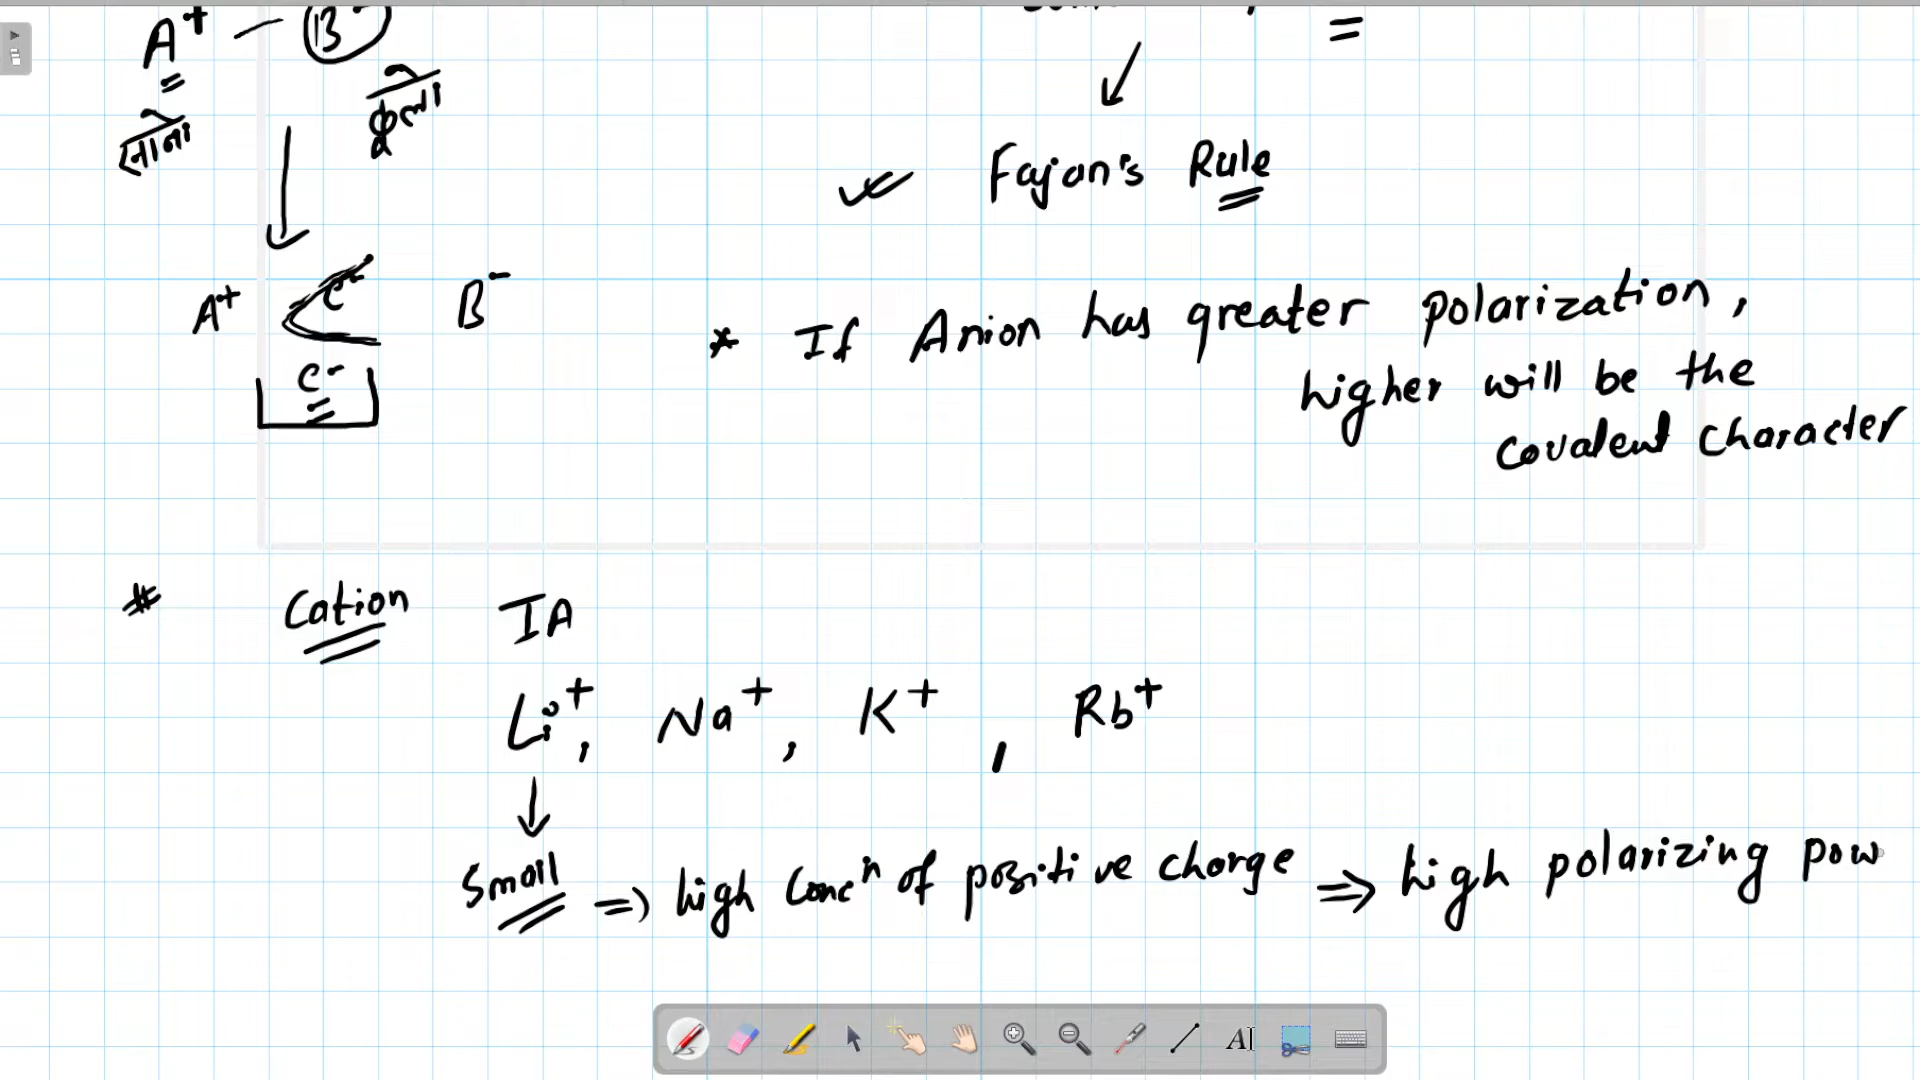 A⁺ — B⁻
Fajan's Rule
A⁺ e⁻ B⁻
e⁻
* If Anion has greater polarization,
higher will be the
covalent character
# Cation IA
Li⁺, Na⁺, K⁺, Rb⁺
Small ⇒ high Concⁿ of positive charge ⇒ high polarizing pow